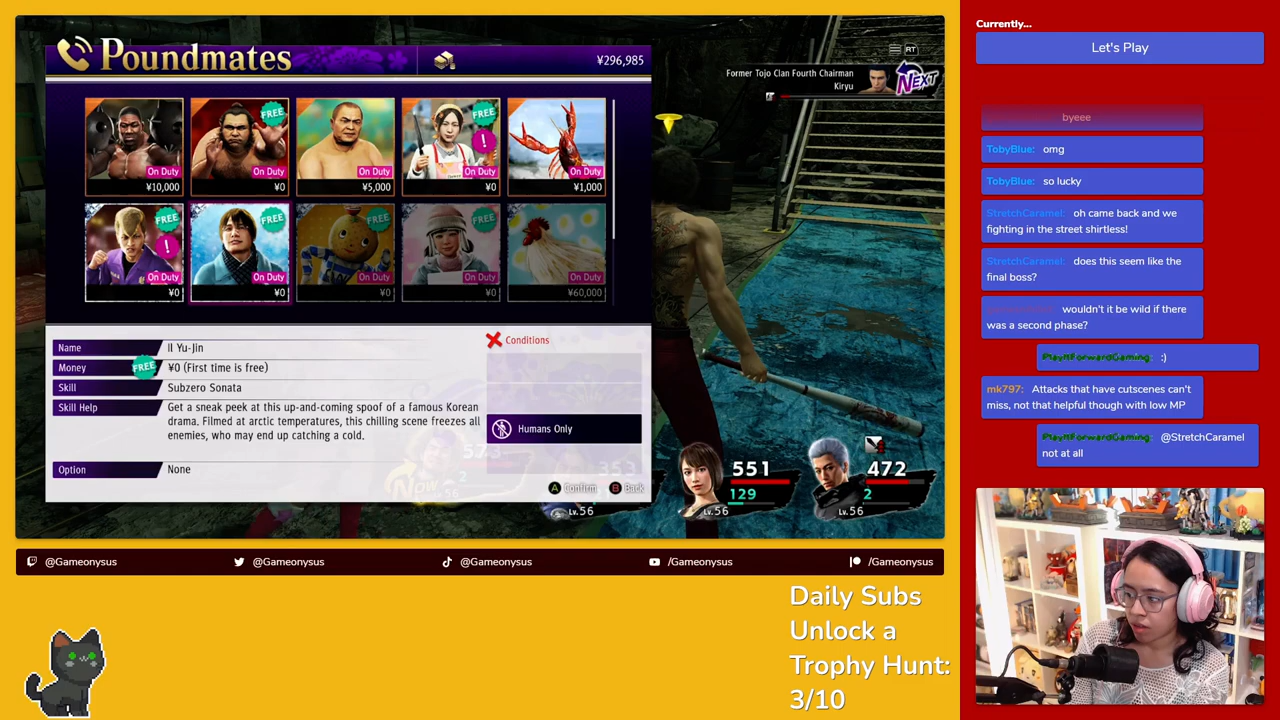 Poundmates
¥296,985
FREE
On Duty
¥10,000
On Duty
¥0
On Duty
¥5,000
FREE
On Duty
¥0
On Duty
¥1,000
FREE
On Duty
¥0
FREE
On Duty
¥0
FREE
On Duty
¥0
FREE
On Duty
¥0
On Duty
¥60,000
Name
Il Yu-Jin
Money
FREE
¥0 (First time is free)
Skill
Subzero Sonata
Skill Help
Get a sneak peek at this up-and-coming spoof of a famous Korean
drama. Filmed at arctic temperatures, this chilling scene freezes all
enemies, who may end up catching a cold.
Option
None
Conditions
Humans Only
A Confirm
B Back
RT
Former Tojo Clan Fourth Chairman
Kiryu
NEXT
Lv.56
551
129
Lv.56
472
2
Lv.56
@Gameonysus
@Gameonysus
@Gameonysus
/Gameonysus
/Gameonysus
Daily Subs
Unlock a
Trophy Hunt:
3/10
Currently...
Let's Play
byeee
TobyBlue: omg
TobyBlue: so lucky
StretchCaramel: oh came back and we
fighting in the street shirtless!
StretchCaramel: does this seem like the
final boss?
wouldn't it be wild if there
was a second phase?
PlayItForwardGaming: :)
mk797: Attacks that have cutscenes can't
miss, not that helpful though with low MP
PlayItForwardGaming: @StretchCaramel
not at all